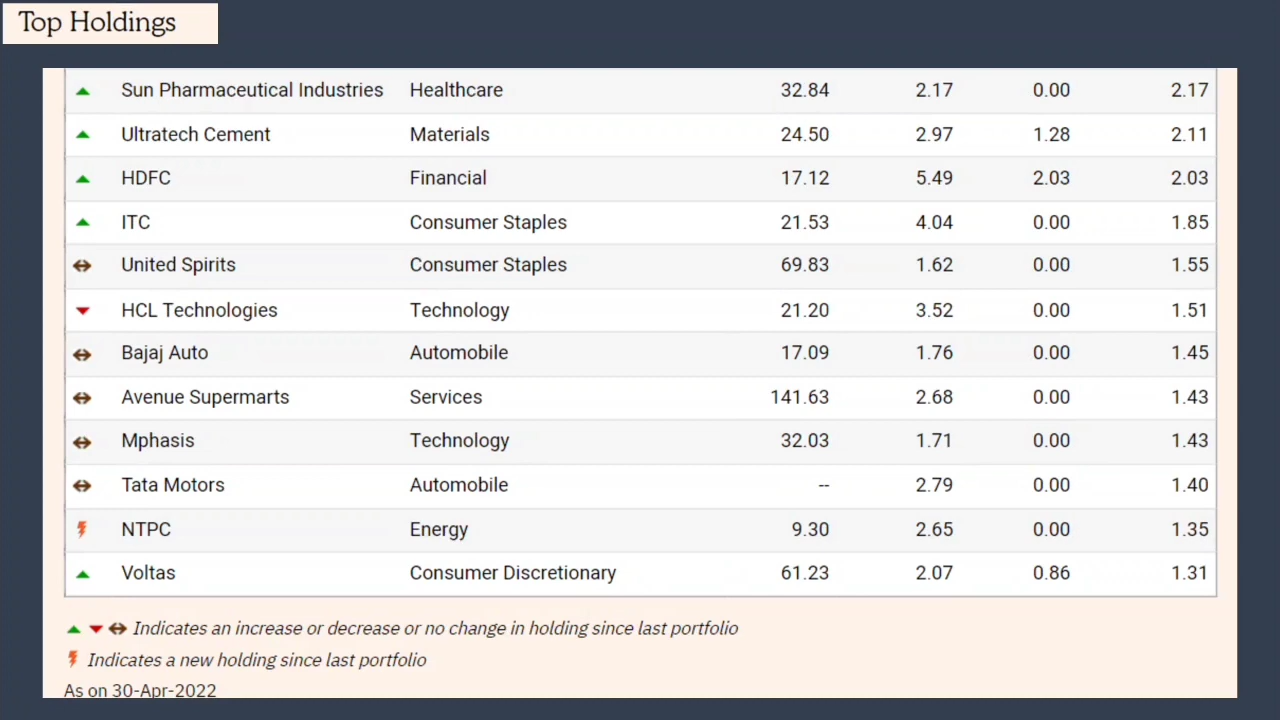 Top Holdings
Sun Pharmaceutical Industries Healthcare 32.84 2.17 0.00 2.17
Ultratech Cement Materials 24.50 2.97 1.28 2.11
HDFC Financial 17.12 5.49 2.03 2.03
ITC Consumer Staples 21.53 4.04 0.00 1.85
United Spirits Consumer Staples 69.83 1.62 0.00 1.55
HCL Technologies Technology 21.20 3.52 0.00 1.51
Bajaj Auto Automobile 17.09 1.76 0.00 1.45
Avenue Supermarts Services 141.63 2.68 0.00 1.43
Mphasis Technology 32.03 1.71 0.00 1.43
Tata Motors Automobile -- 2.79 0.00 1.40
NTPC Energy 9.30 2.65 0.00 1.35
Voltas Consumer Discretionary 61.23 2.07 0.86 1.31
Indicates an increase or decrease or no change in holding since last portfolio
Indicates a new holding since last portfolio
As on 30-Apr-2022